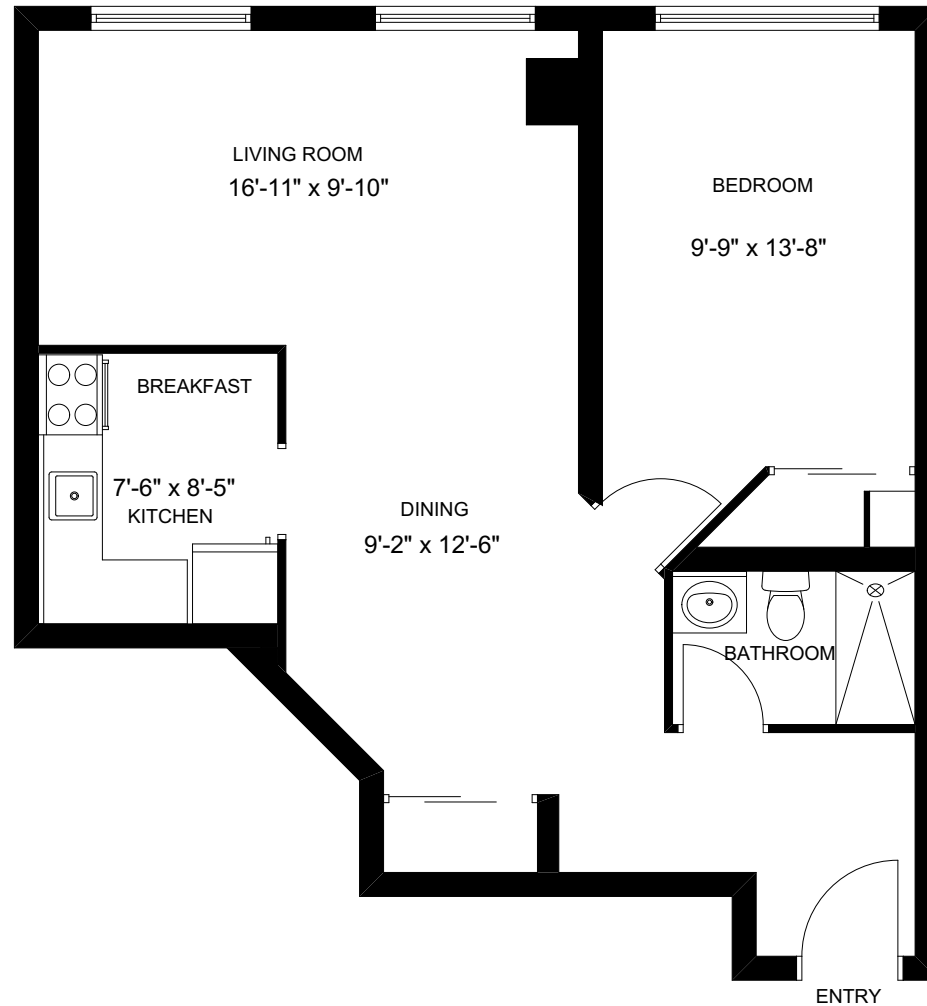 LIVING ROOM
16'-11" x 9'-10"
BEDROOM
9'-9" x 13'-8"
BREAKFAST
7'-6" x 8'-5"
KITCHEN
DINING
9'-2" x 12'-6"
BATHROOM
ENTRY